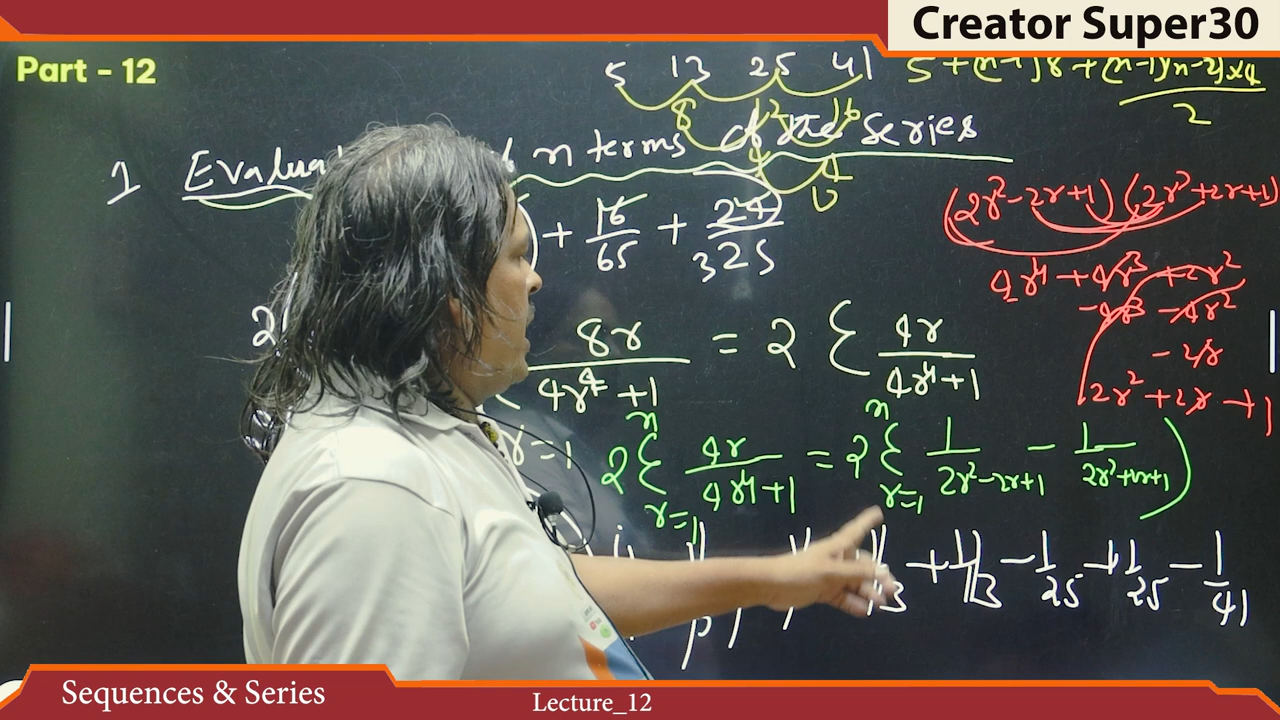 Creator Super30
Part - 12
5 13 25 41
8 12 16
4 4
0
5 + (n-1)8 + (n-1)(n-2)×4
2
1 Evalua n terms of the Series
+ 16/65 + 24/325
(2r²-2r+1)(2r²+2r+1)
4r⁴ + 4r³ + 2r²
-4r³ -4r²
-2r
2r² + 2r + 1
8r/(4r⁴+1) = 2 Σ 4r/(4r⁴+1)
r=1
2 Σ n r=1 4r/(4r⁴+1) = 2 Σ n r=1 1/(2r²-2r+1) - 1/(2r²+2r+1) )
+ 1/13 - 1/25 + 1/25 - 1/41
Sequences & Series
Lecture_12